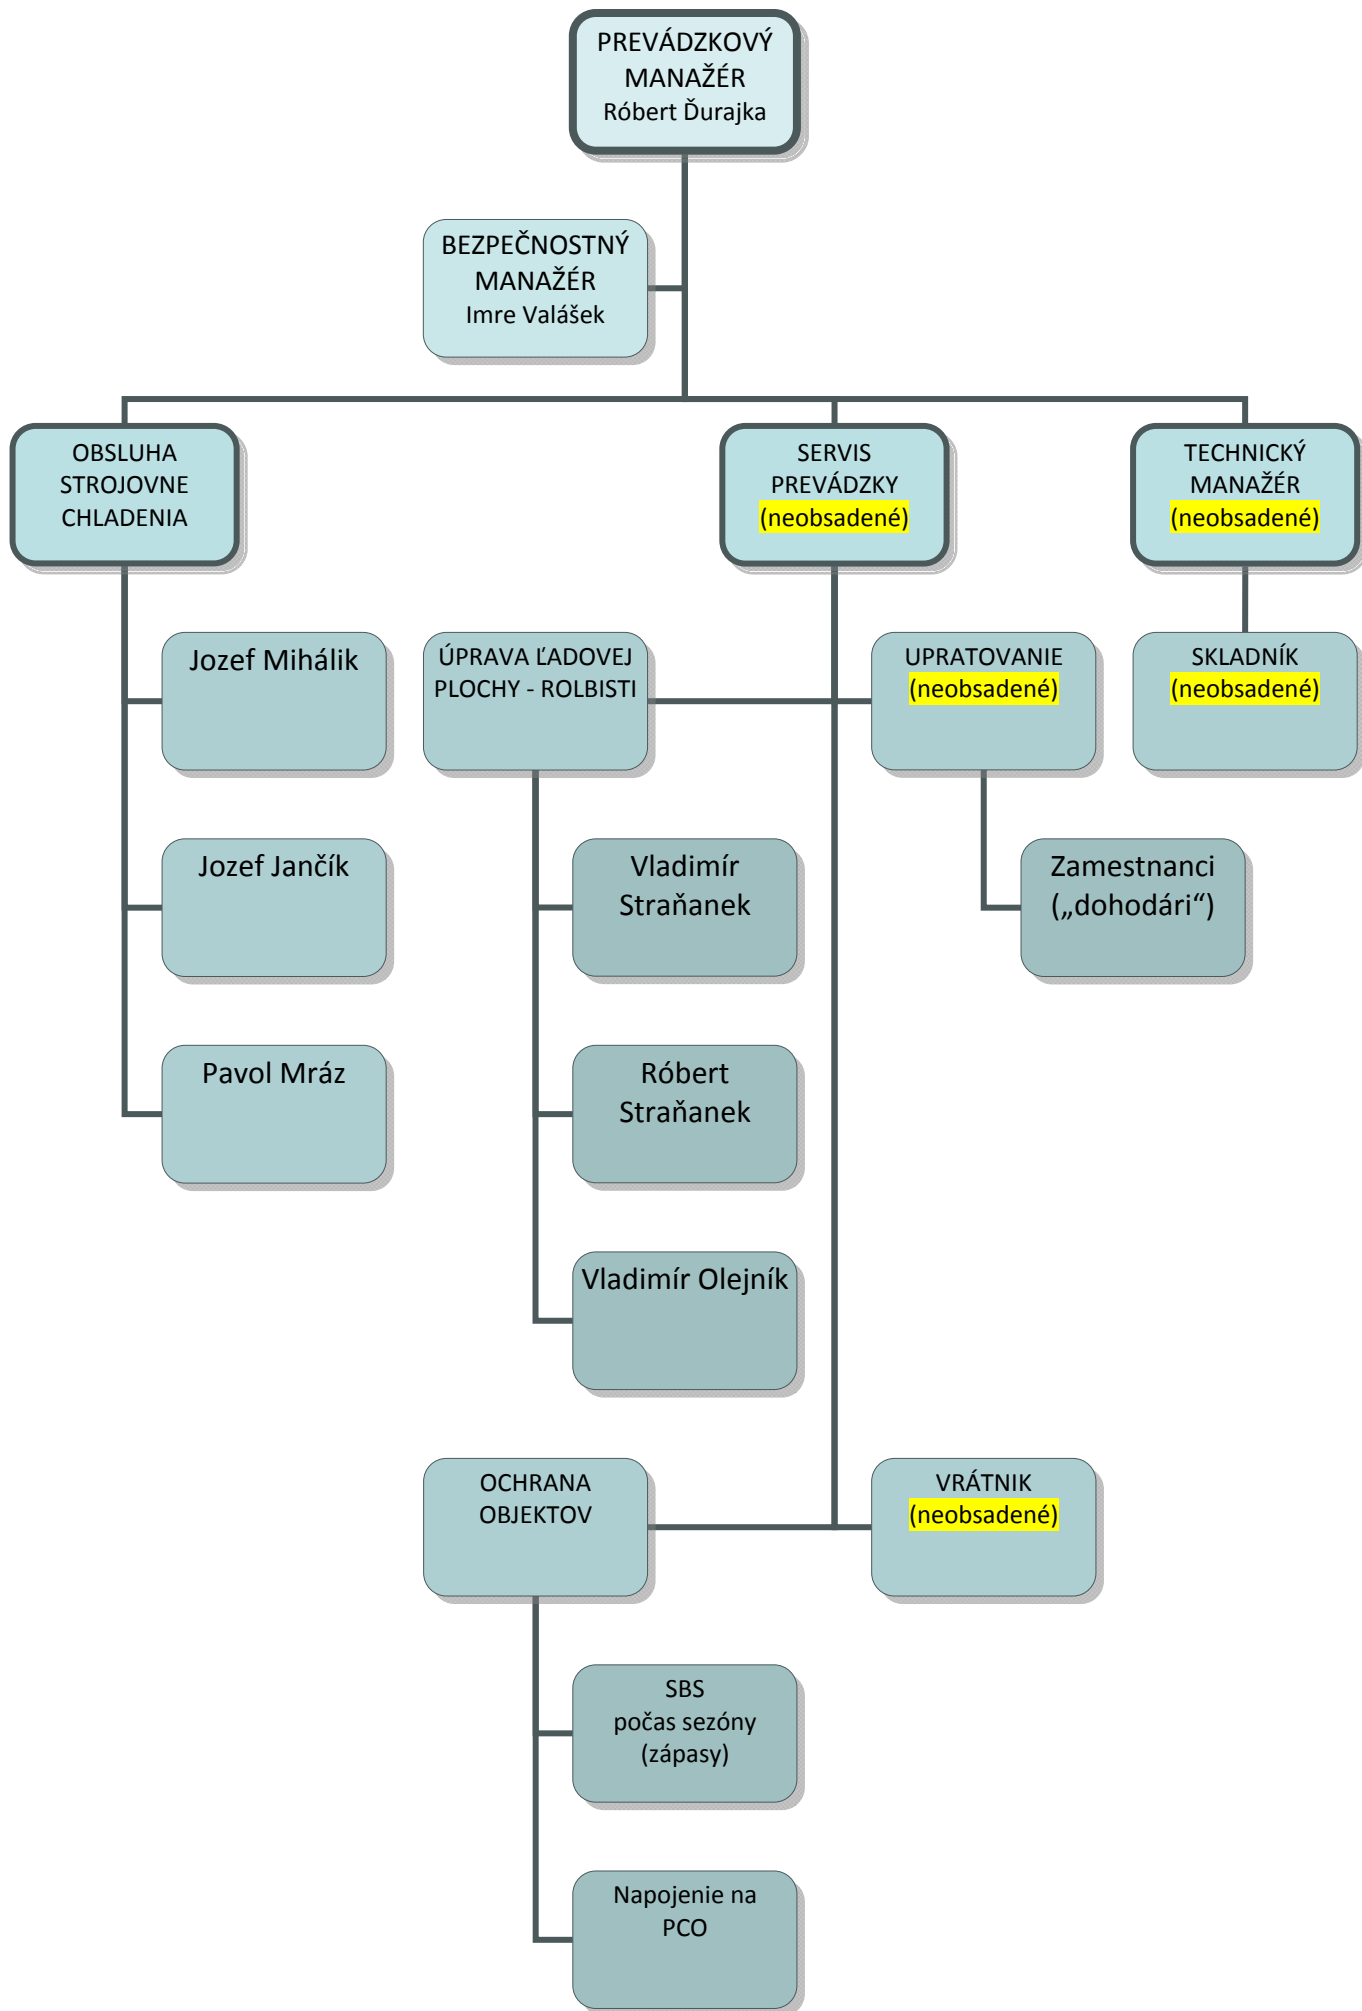 PREVÁDZKOVÝ
MANAŽÉR
Róbert Ďurajka
BEZPEČNOSTNÝ
MANAŽÉR
Imre Valášek
OBSLUHA
STROJOVNE
CHLADENIA
SERVIS
PREVÁDZKY
(neobsadené)
TECHNICKÝ
MANAŽÉR
(neobsadené)
Jozef Mihálik
ÚPRAVA ĽADOVEJ
PLOCHY - ROLBISTI
UPRATOVANIE
(neobsadené)
SKLADNÍK
(neobsadené)
Jozef Jančík
Vladimír
Straňanek
Zamestnanci
(„dohodári“)
Pavol Mráz
Róbert
Straňanek
Vladimír Olejník
OCHRANA
OBJEKTOV
VRÁTNIK
(neobsadené)
SBS
počas sezóny
(zápasy)
Napojenie na
PCO